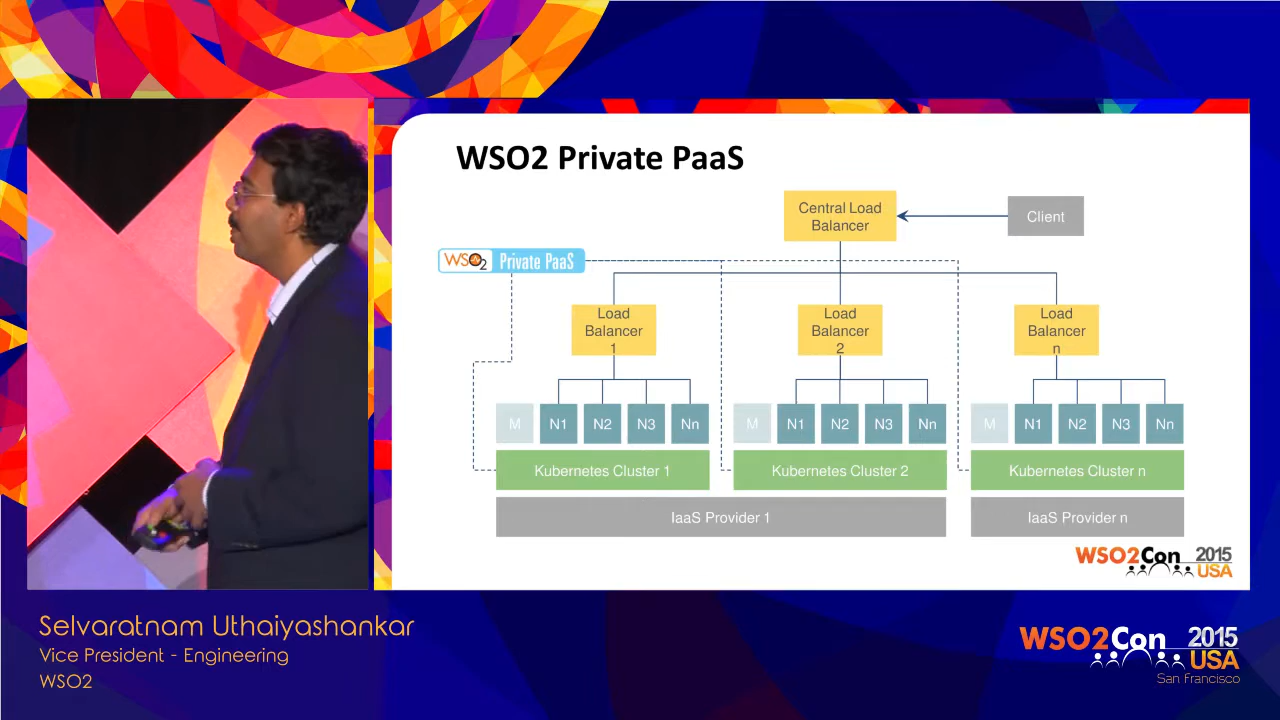 WSO2 Private PaaS
Central Load
Balancer
Client
WSO2 Private PaaS
Load
Balancer
1
Load
Balancer
2
Load
Balancer
n
M N1 N2 N3 Nn
M N1 N2 N3 Nn
M N1 N2 N3 Nn
Kubernetes Cluster 1
Kubernetes Cluster 2
Kubernetes Cluster n
IaaS Provider 1
IaaS Provider n
WSO2Con 2015
USA
Selvaratnam Uthaiyashankar
Vice President - Engineering
WSO2
WSO2Con 2015
USA
San Francisco